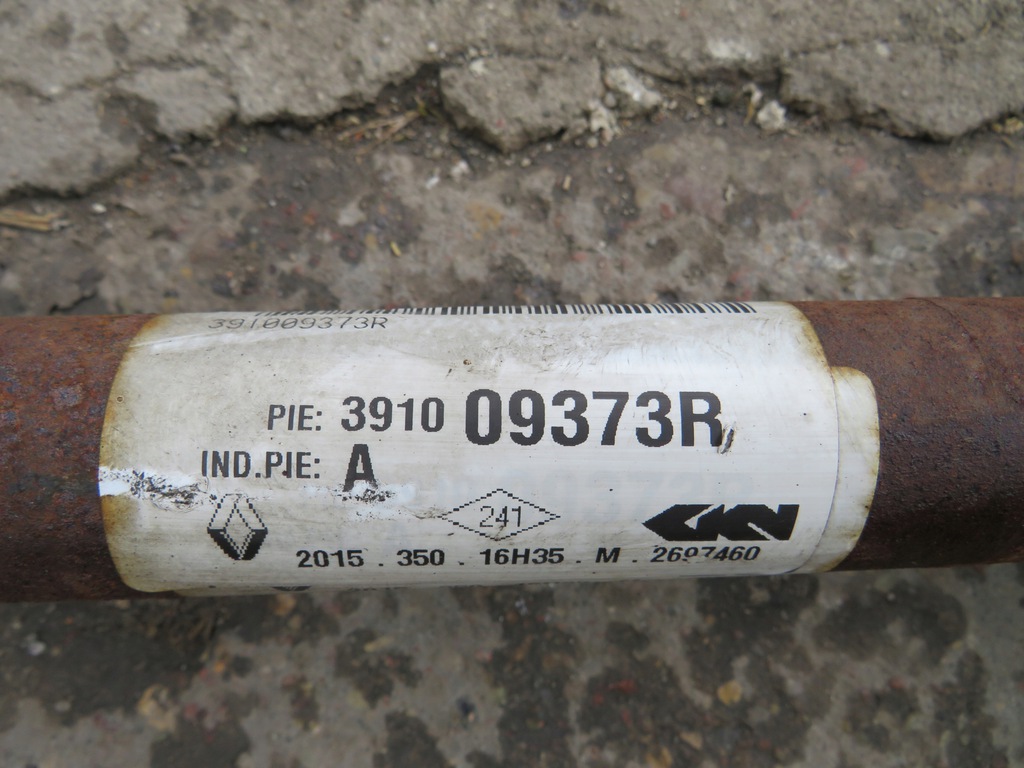 391009373R
PIE: 3910 09373R
IND.PIE: A
241
GKN
2015 . 350 . 16H35 . M . 2697460